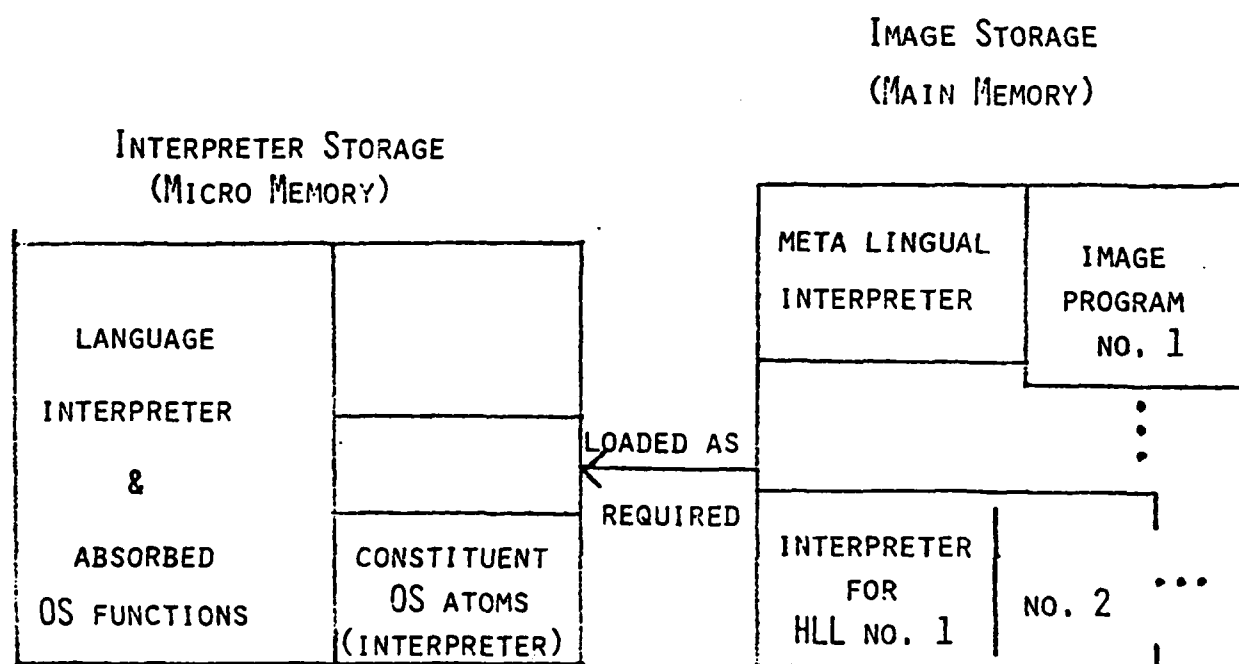 IMAGE STORAGE
(MAIN MEMORY)
INTERPRETER STORAGE
(MICRO MEMORY)
LANGUAGE
INTERPRETER
&
ABSORBED
OS FUNCTIONS
CONSTITUENT
OS ATOMS
(INTERPRETER)
LOADED AS
REQUIRED
META LINGUAL
INTERPRETER
IMAGE
PROGRAM
NO. 1
INTERPRETER
FOR
HLL NO. 1
NO. 2